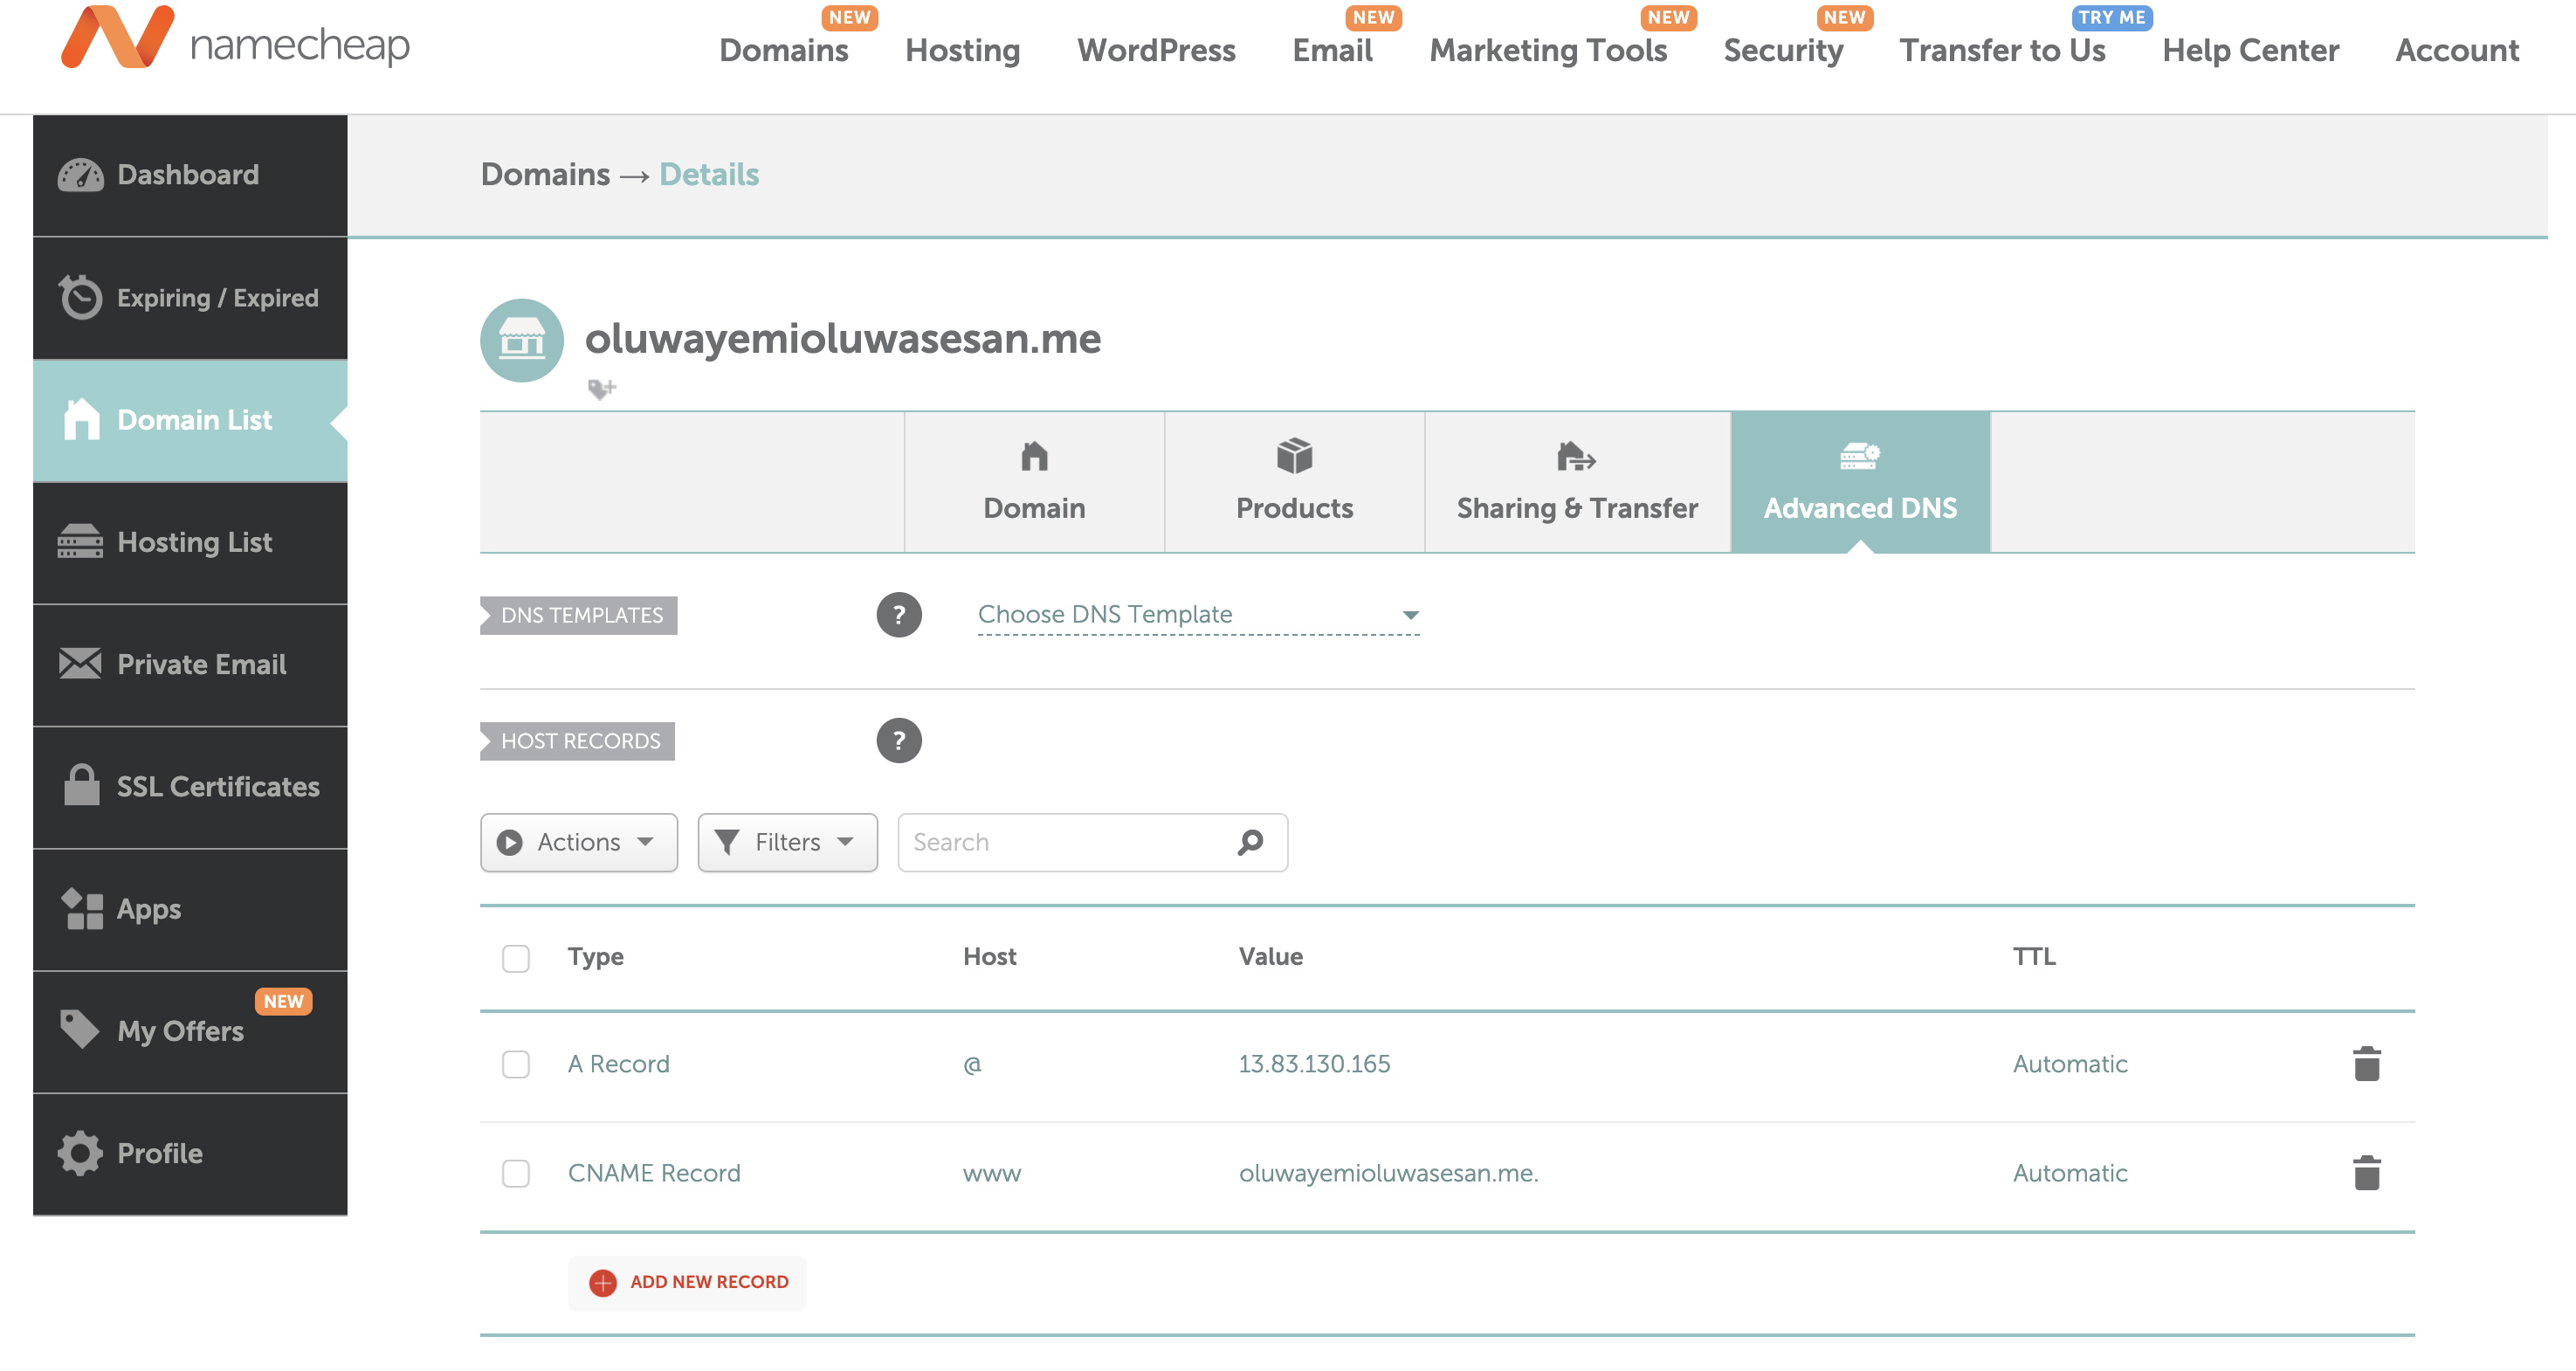 namecheap
Domains NEW Hosting WordPress Email NEW Marketing Tools NEW Security NEW Transfer to Us TRY ME Help Center Account
Dashboard
Expiring / Expired
Domain List
Hosting List
Private Email
SSL Certificates
Apps
My Offers NEW
Profile
Domains → Details
oluwayemioluwasesan.me
Domain Products Sharing & Transfer Advanced DNS
DNS TEMPLATES ? Choose DNS Template
HOST RECORDS ?
Actions Filters Search
Type Host Value TTL
A Record @ 13.83.130.165 Automatic
CNAME Record www oluwayemioluwasesan.me. Automatic
ADD NEW RECORD